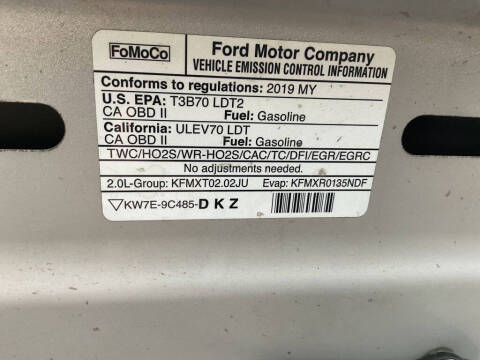 FoMoCo
Ford Motor Company
VEHICLE EMISSION CONTROL INFORMATION
Conforms to regulations: 2019 MY
U.S. EPA: T3B70 LDT2
CA OBD II Fuel: Gasoline
California: ULEV70 LDT
CA OBD II Fuel: Gasoline
TWC/HO2S/WR-HO2S/CAC/TC/DFI/EGR/EGRC
No adjustments needed.
2.0L-Group: KFMXT02.02JU Evap: KFMXR0135NDF
KW7E-9C485-DKZ